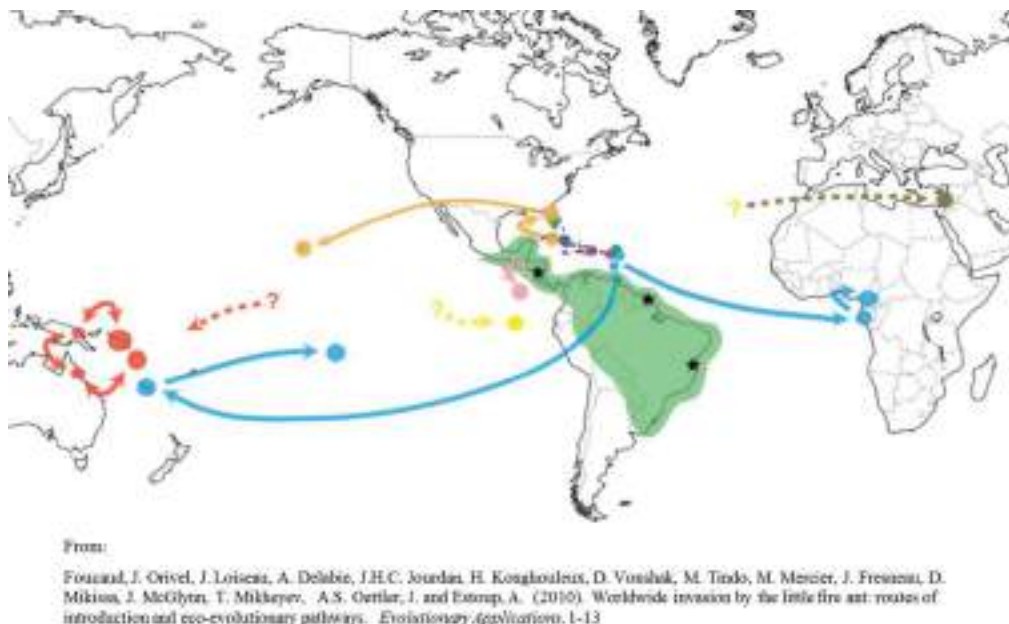 ?
?
?
From:
Foucaud, J. Orivel, J. Loiseau, A. Delabie, J.H.C. Jourdan, H. Konghouleux, D. Vonshak, M. Tindo, M. Mercier, J. Fresneau, D.
Mikissa, J. McGlynn, T. Mikheyev, A.S. Oettler, J. and Estoup, A. (2010). Worldwide invasion by the little fire ant: routes of
introduction and eco-evolutionary pathways. Evolutionary Applications, 1-13